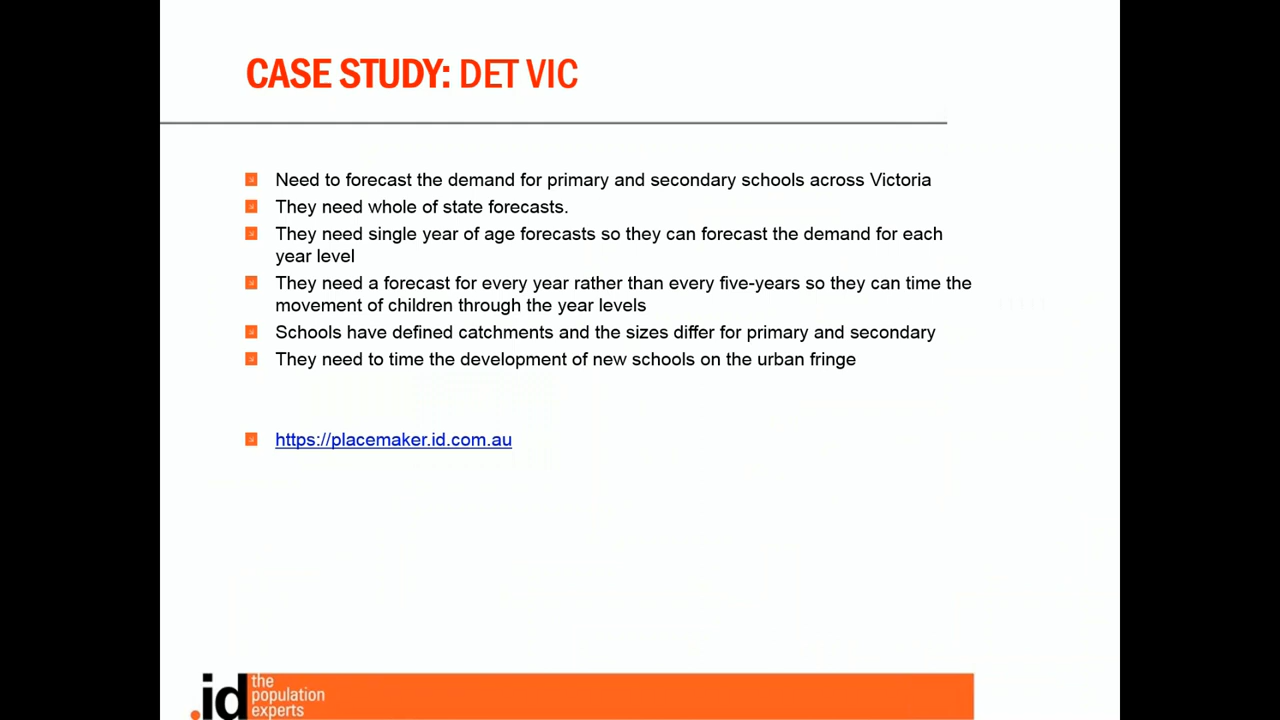 CASE STUDY: DET VIC
Need to forecast the demand for primary and secondary schools across Victoria
They need whole of state forecasts.
They need single year of age forecasts so they can forecast the demand for each
year level
They need a forecast for every year rather than every five-years so they can time the
movement of children through the year levels
Schools have defined catchments and the sizes differ for primary and secondary
They need to time the development of new schools on the urban fringe
https://placemaker.id.com.au
.id the
population
experts